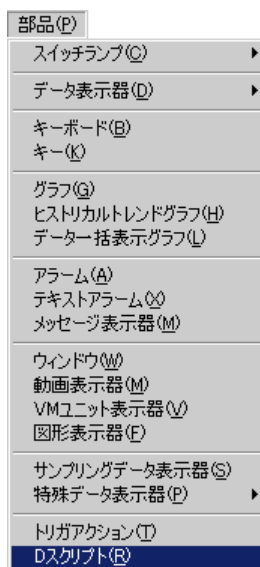 部品(P)
スイッチランプ(C)
データ表示器(D)
キーボード(B)
キー(K)
グラフ(G)
ヒストリカルトレンドグラフ(H)
データ一括表示グラフ(L)
アラーム(A)
テキストアラーム(X)
メッセージ表示器(M)
ウィンドウ(W)
動画表示器(M)
VMユニット表示器(V)
図形表示器(F)
サンプリングデータ表示器(S)
特殊データ表示器(P)
トリガアクション(T)
Dスクリプト(R)